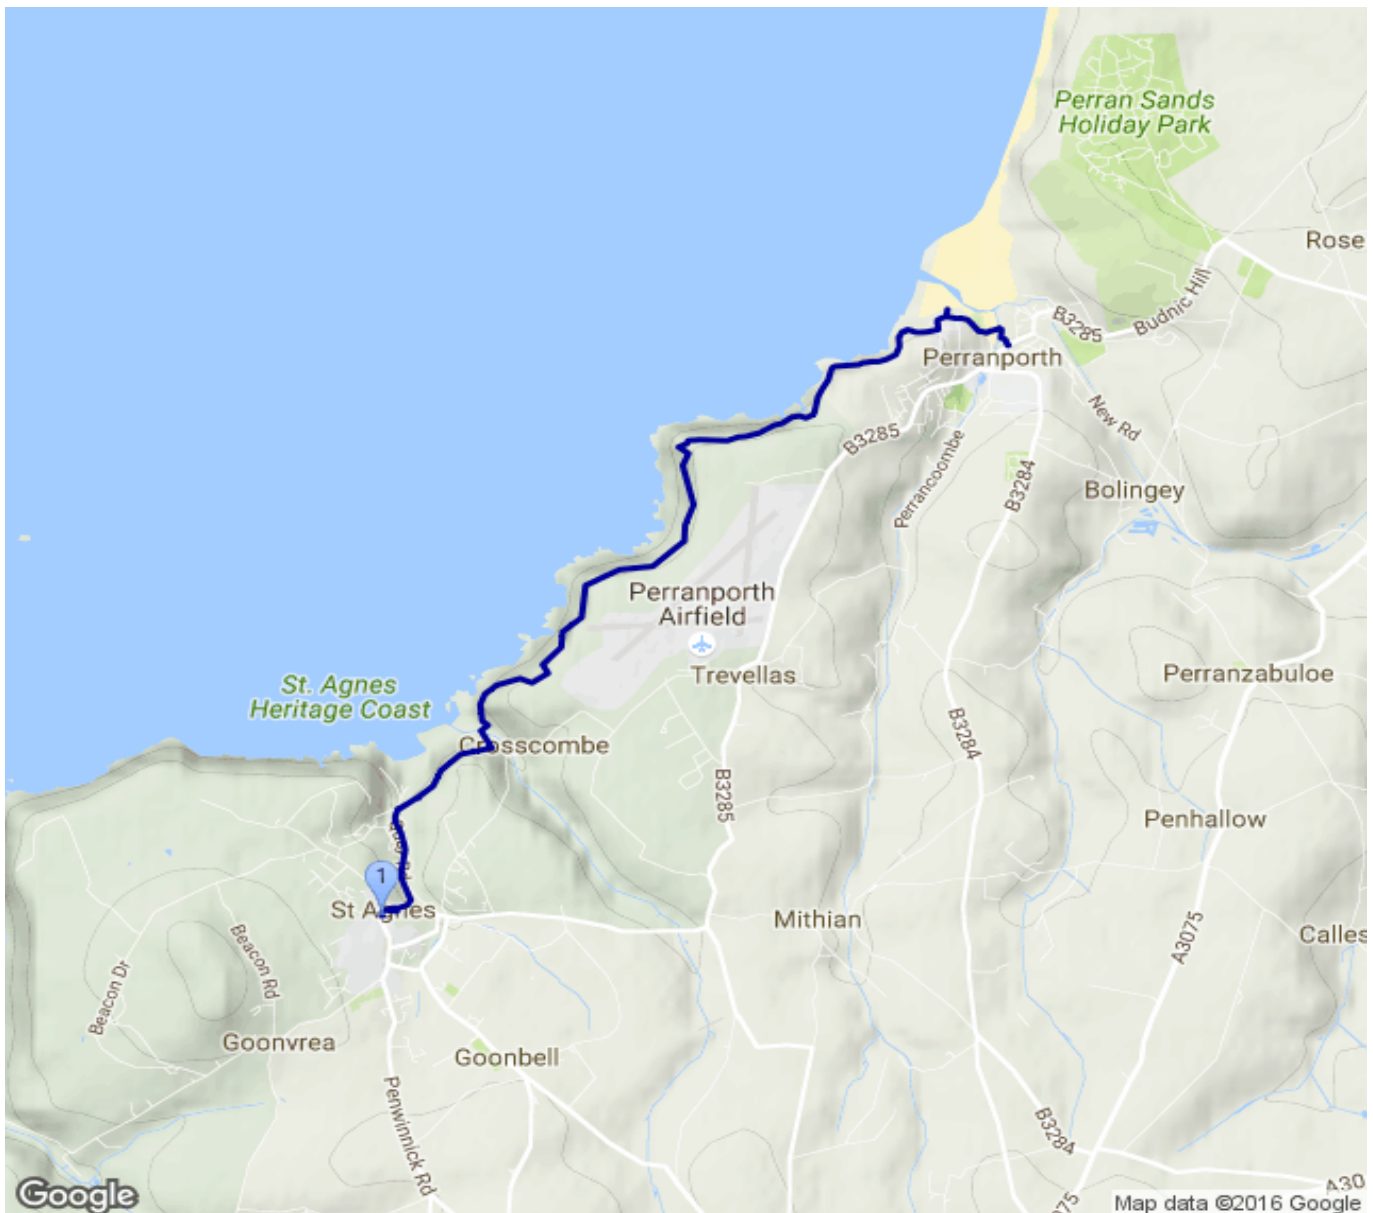 Perran Sands
Holiday Park
Rose
Budnic Hill
B3285
Perranporth
New Rd
B3285
Perrancoombe
B3284
Bolingey
Perranporth
Airfield
Trevellas
Perranzabuloe
St. Agnes
Heritage Coast
B3284
Crosscombe
B3285
Penhallow
1
St Agnes
Mithian
A3075
Calles
Beacon Rd
Beacon Dr
Goonvrea
Goonbell
Penwinnick Rd
B3284
A30
075
Google
Map data ©2016 Google